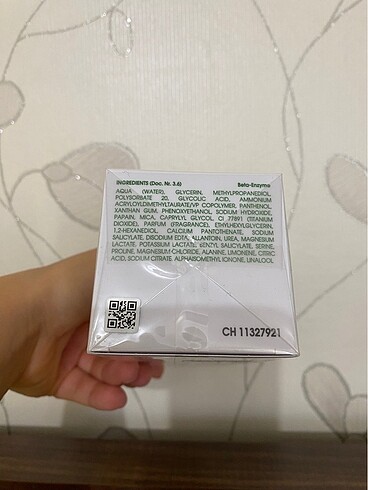 INGREDIENTS (Doc. Nr. 3.6) Beta-Enzyme
AQUA (WATER), GLYCERIN, METHYLPROPANEDIOL,
POLYSORBATE 20, GLYCOLIC ACID, AMMONIUM
ACRYLOYLDIMETHYLTAURATE/VP COPOLYMER, PANTHENOL,
XANTHAN GUM, PHENOXYETHANOL, SODIUM HYDROXIDE,
PAPAIN, MICA, CAPRYLYL GLYCOL, CI 77891 (TITANIUM
DIOXIDE), PARFUM (FRAGRANCE), ETHYLHEXYLGLYCERIN,
1,2-HEXANEDIOL, CALCIUM PANTOTHENATE, SODIUM
SALICYLATE, DISODIUM EDTA, ALLANTOIN, UREA, MAGNESIUM
LACTATE, POTASSIUM LACTATE, BENZYL SALICYLATE, SERINE,
PROLINE, MAGNESIUM CHLORIDE, ALANINE, LIMONENE, CITRIC
ACID, SODIUM CITRATE, ALPHAISOMETHYL IONONE, LINALOOL
CH 11327921